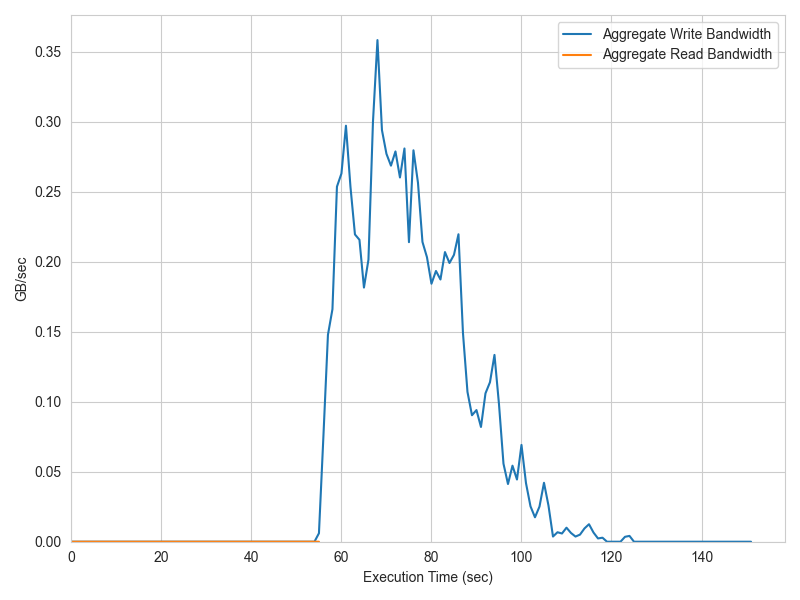 Aggregate Write Bandwidth
Aggregate Read Bandwidth
GB/sec
0.35
0.30
0.25
0.20
0.15
0.10
0.05
0.00
0 20 40 60 80 100 120 140
Execution Time (sec)